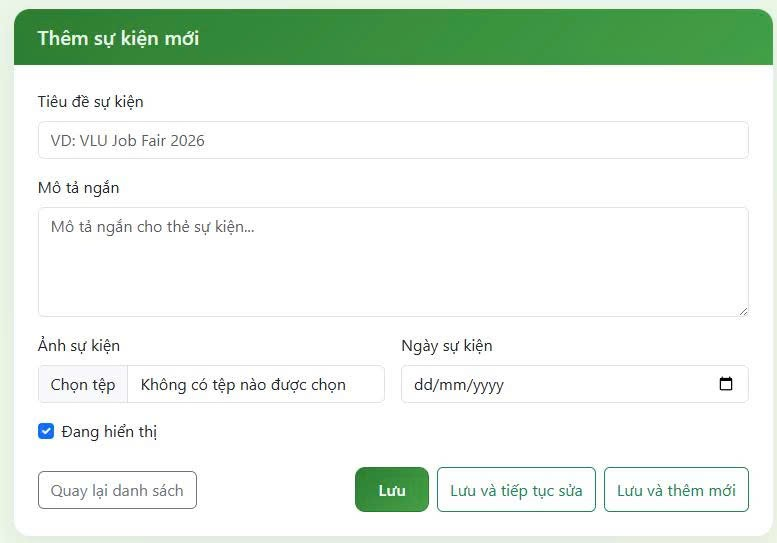 Thêm sự kiện mới
Tiêu đề sự kiện
VD: VLU Job Fair 2026
Mô tả ngắn
Mô tả ngắn cho thẻ sự kiện...
Ảnh sự kiện
Ngày sự kiện
Chọn tệp Không có tệp nào được chọn
dd/mm/yyyy
Đang hiển thị
Quay lại danh sách
Lưu
Lưu và tiếp tục sửa
Lưu và thêm mới